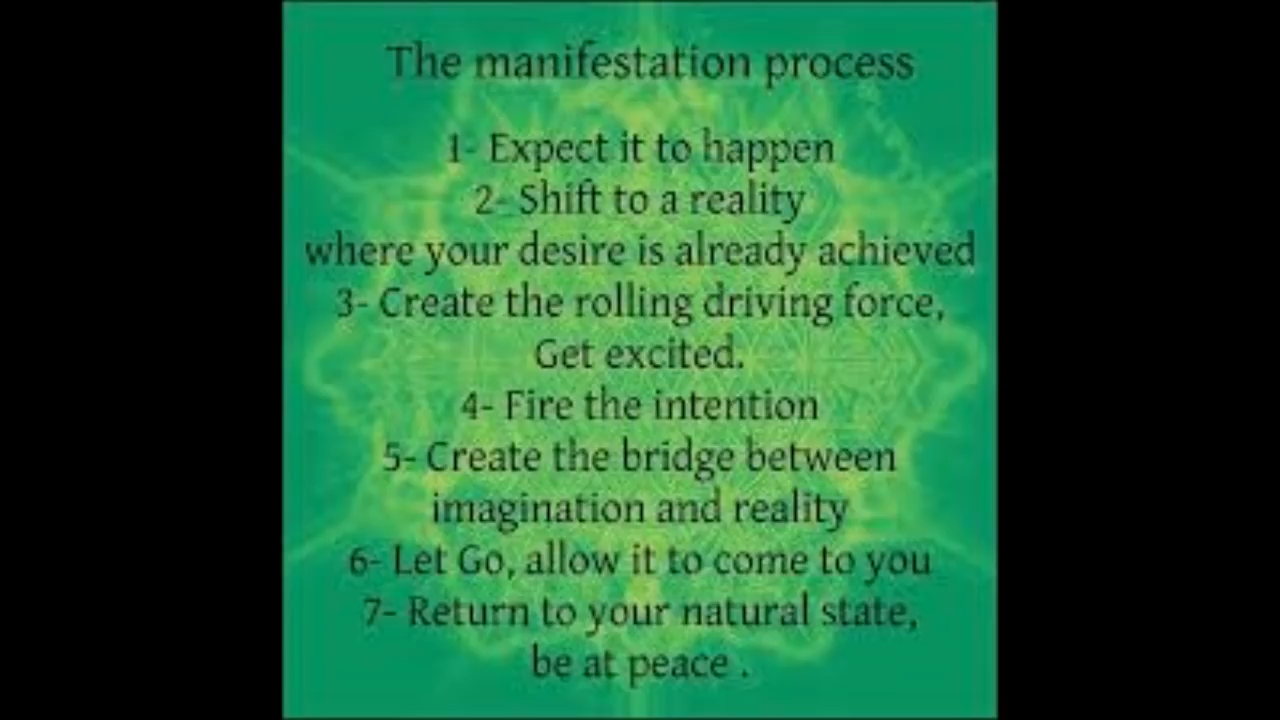 The manifestation process
1- Expect it to happen
2- Shift to a reality
where your desire is already achieved
3- Create the rolling driving force,
Get excited.
4- Fire the intention
5- Create the bridge between
imagination and reality
6- Let Go, allow it to come to you
7- Return to your natural state,
be at peace .